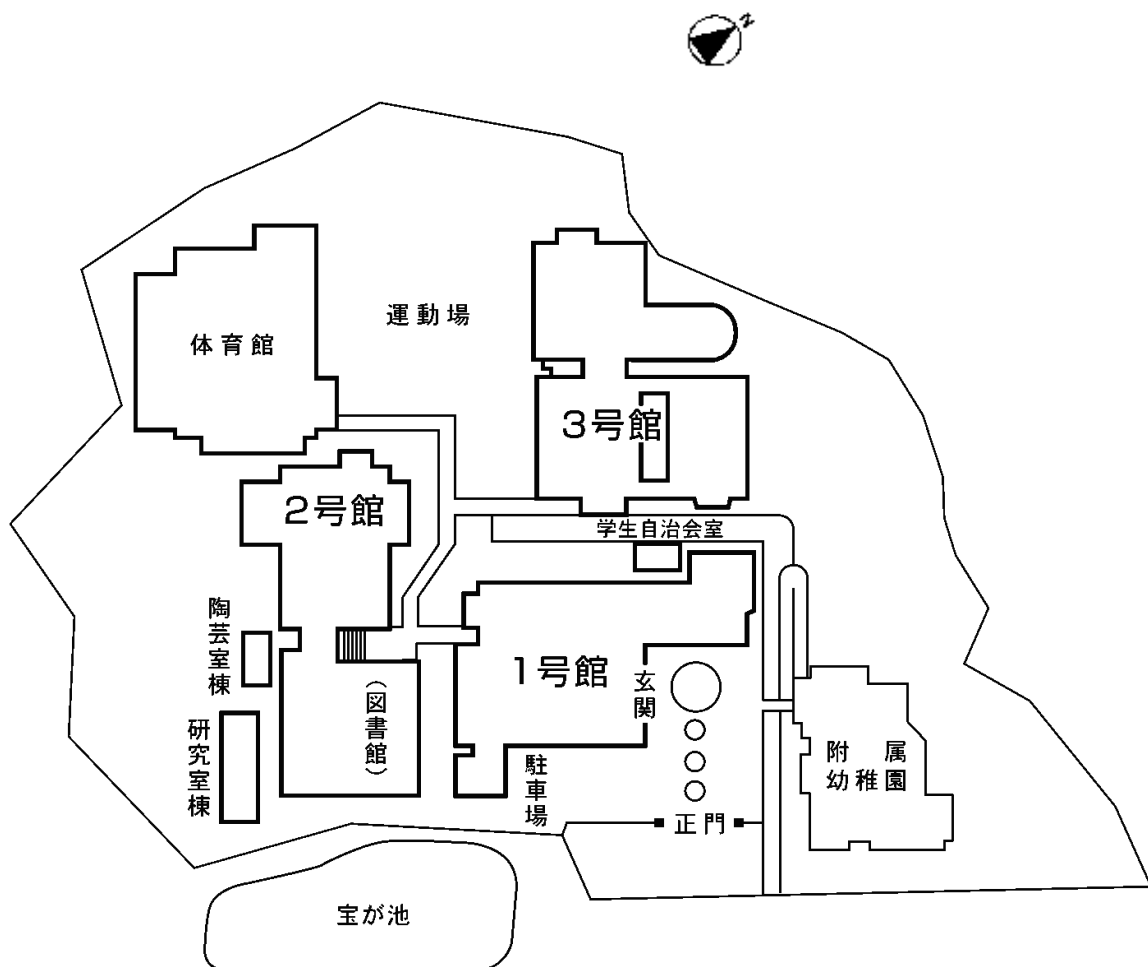 N
運動場
体育館
3号館
2号館
学生自治会室
陶芸室棟
1号館
玄関
(図書館)
研究室棟
駐車場
附属
幼稚園
正門
宝が池